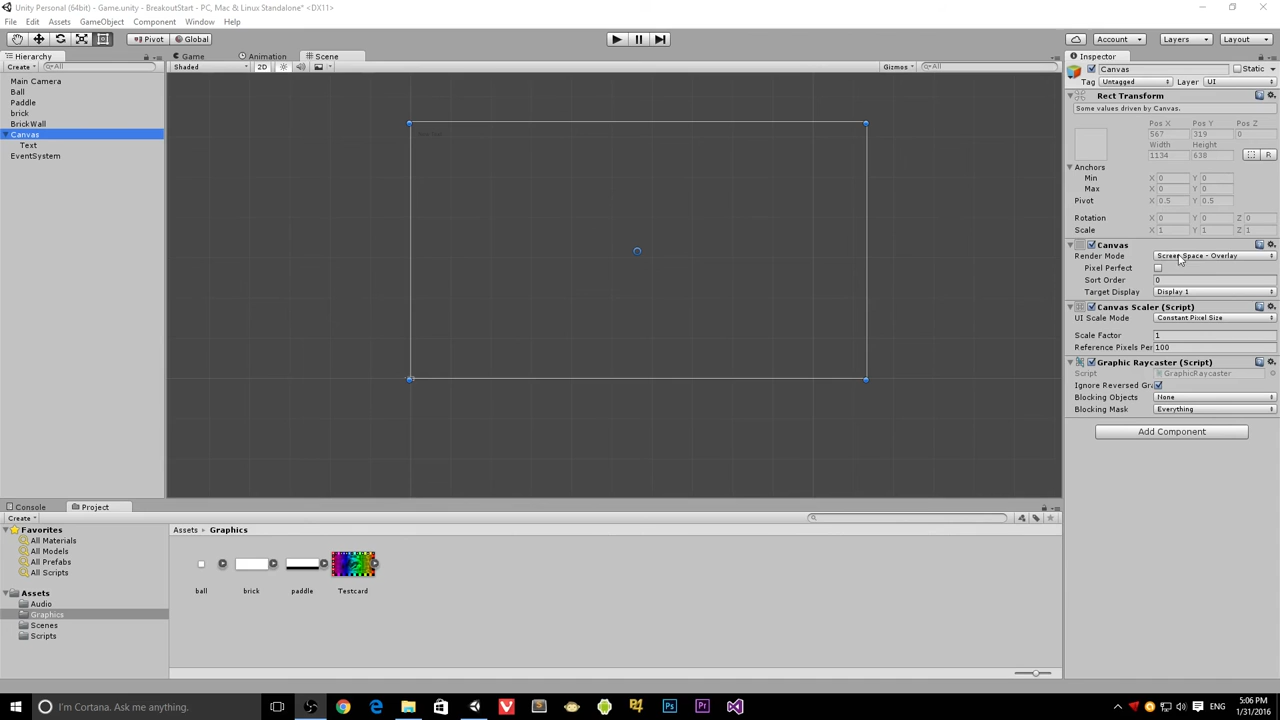 Unity Personal (64bit) - Game.unity - BreakoutStart - PC, Mac & Linux Standalone* <DX11>
File Edit Assets GameObject Component Window Help
Pivot Global Account Layers Layout
Hierarchy Game Animation Scene Inspector
Create All Shaded 2D Gizmos All
Canvas Static
Tag Untagged Layer UI
Main Camera
Ball
Paddle
brick
BrickWall
Canvas
Text
EventSystem
Rect Transform
Some values driven by Canvas.
Pos X Pos Y Pos Z
567 319 0
Width Height
1134 638
R
Anchors
Min X 0 Y 0
Max X 0 Y 0
Pivot X 0.5 Y 0.5
Rotation X 0 Y 0 Z 0
Scale X 1 Y 1 Z 1
Canvas
Render Mode Screen Space - Overlay
Pixel Perfect
Sort Order 0
Target Display Display 1
Canvas Scaler (Script)
UI Scale Mode Constant Pixel Size
Scale Factor 1
Reference Pixels Per 100
Graphic Raycaster (Script)
Script GraphicRaycaster
Ignore Reversed Gra
Blocking Objects None
Blocking Mask Everything
Add Component
Console Project
Create
Favorites
All Materials
All Models
All Prefabs
All Scripts
Assets
Audio
Graphics
Scenes
Scripts
Assets Graphics
ball brick paddle Testcard
I'm Cortana. Ask me anything.
ENG
5:06 PM
1/31/2016